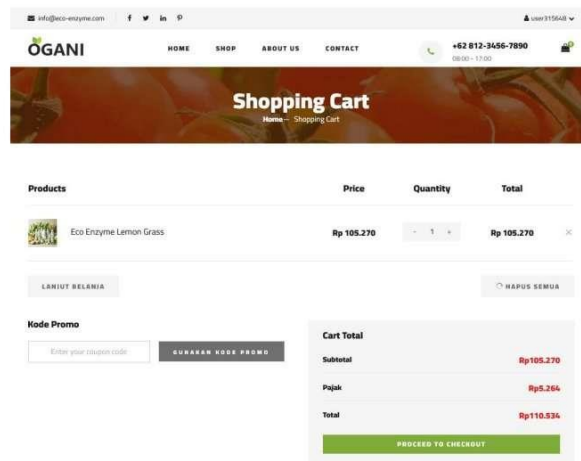 info@eco-enzyme.com
user315648
OGANI
HOME SHOP ABOUT US CONTACT
+62 812-3456-7890
08:00 - 17:00
Shopping Cart
Home — Shopping Cart
Products Price Quantity Total
Eco Enzyme Lemon Grass Rp 105.270 - 1 + Rp 105.270
LANJUT BELANJA HAPUS SEMUA
Kode Promo
Enter your coupon code GUNAKAN KODE PROMO
Cart Total
Subtotal Rp105.270
Pajak Rp5.264
Total Rp110.534
PROCEED TO CHECKOUT